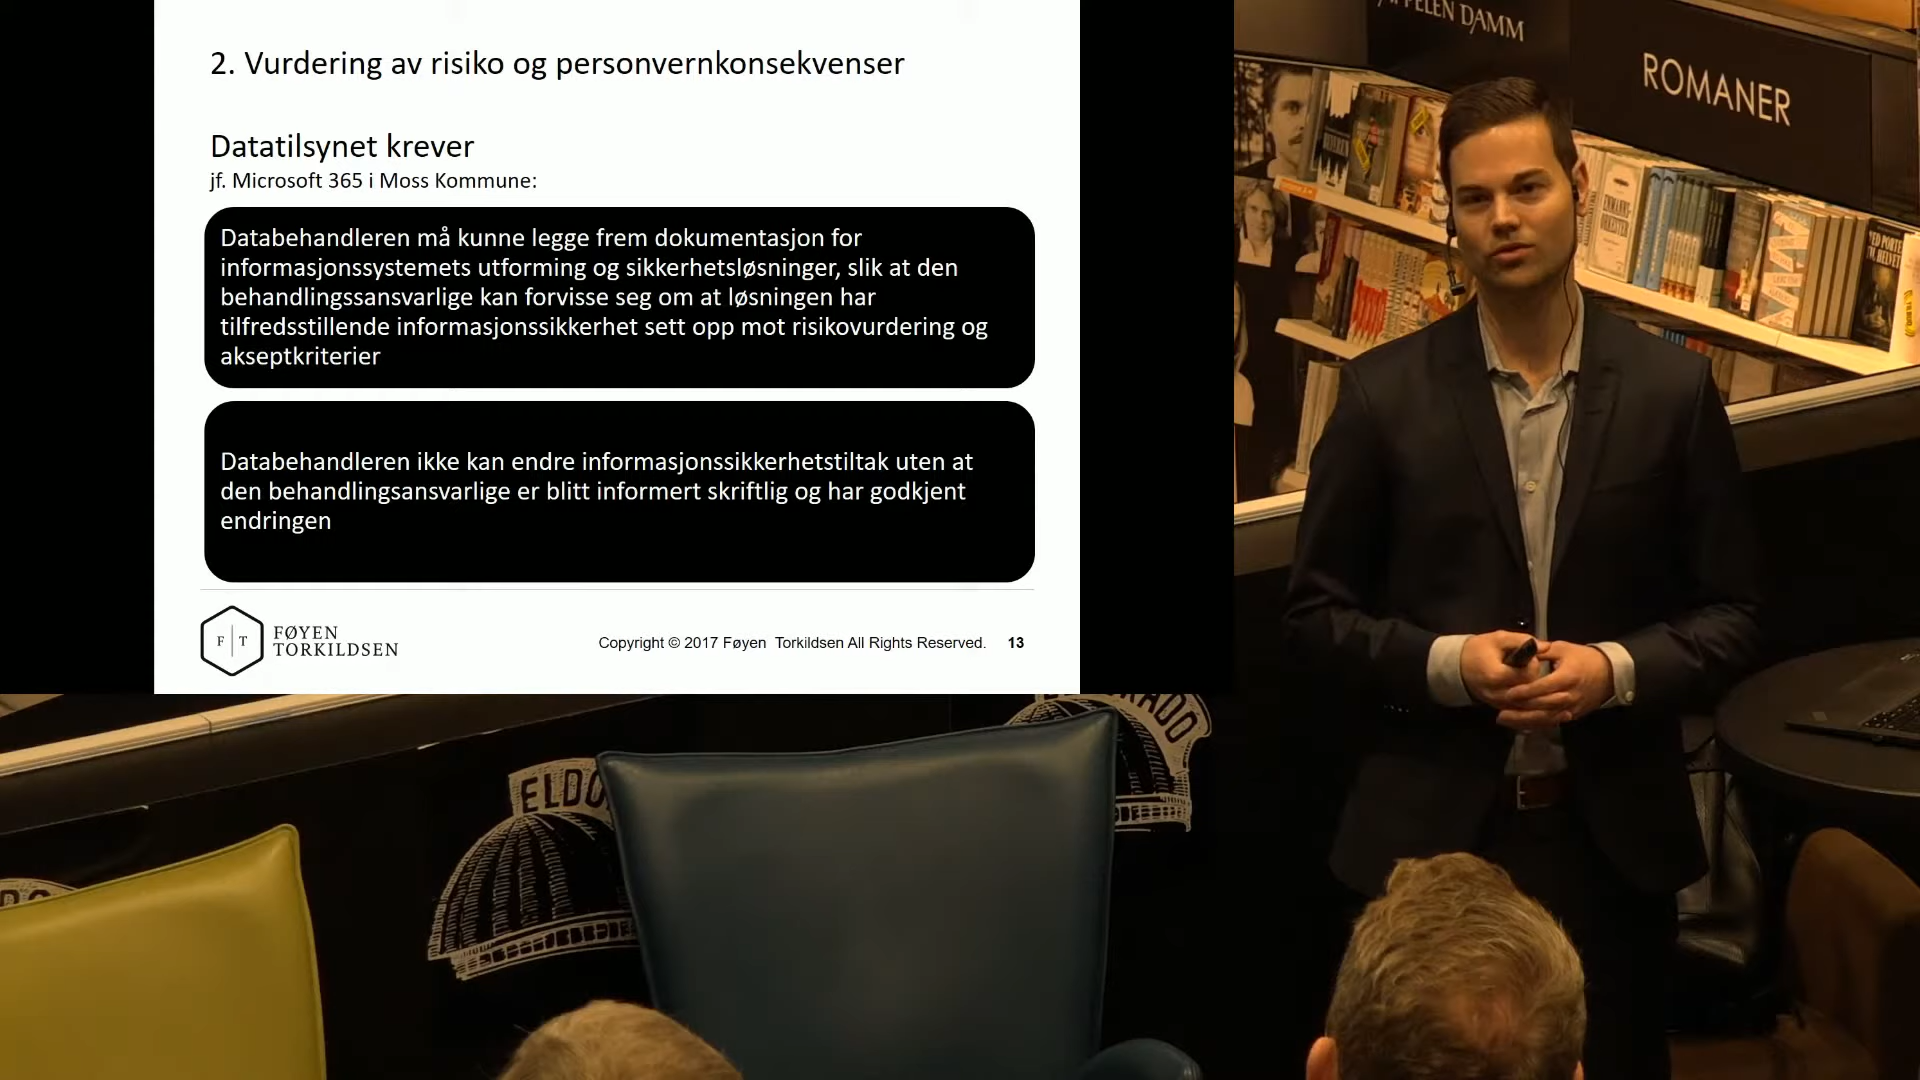 2. Vurdering av risiko og personvernkonsekvenser
Datatilsynet krever
jf. Microsoft 365 i Moss Kommune:
Databehandleren må kunne legge frem dokumentasjon for
informasjonssystemets utforming og sikkerhetsløsninger, slik at den
behandlingssansvarlige kan forvisse seg om at løsningen har
tilfredsstillende informasjonssikkerhet sett opp mot risikovurdering og
akseptkriterier
Databehandleren ikke kan endre informasjonssikkerhetstiltak uten at
den behandlingsansvarlige er blitt informert skriftlig og har godkjent
endringen
F T
FØYEN
TORKILDSEN
Copyright © 2017 Føyen Torkildsen All Rights Reserved. 13
DAMM
ROMANER
ELDO